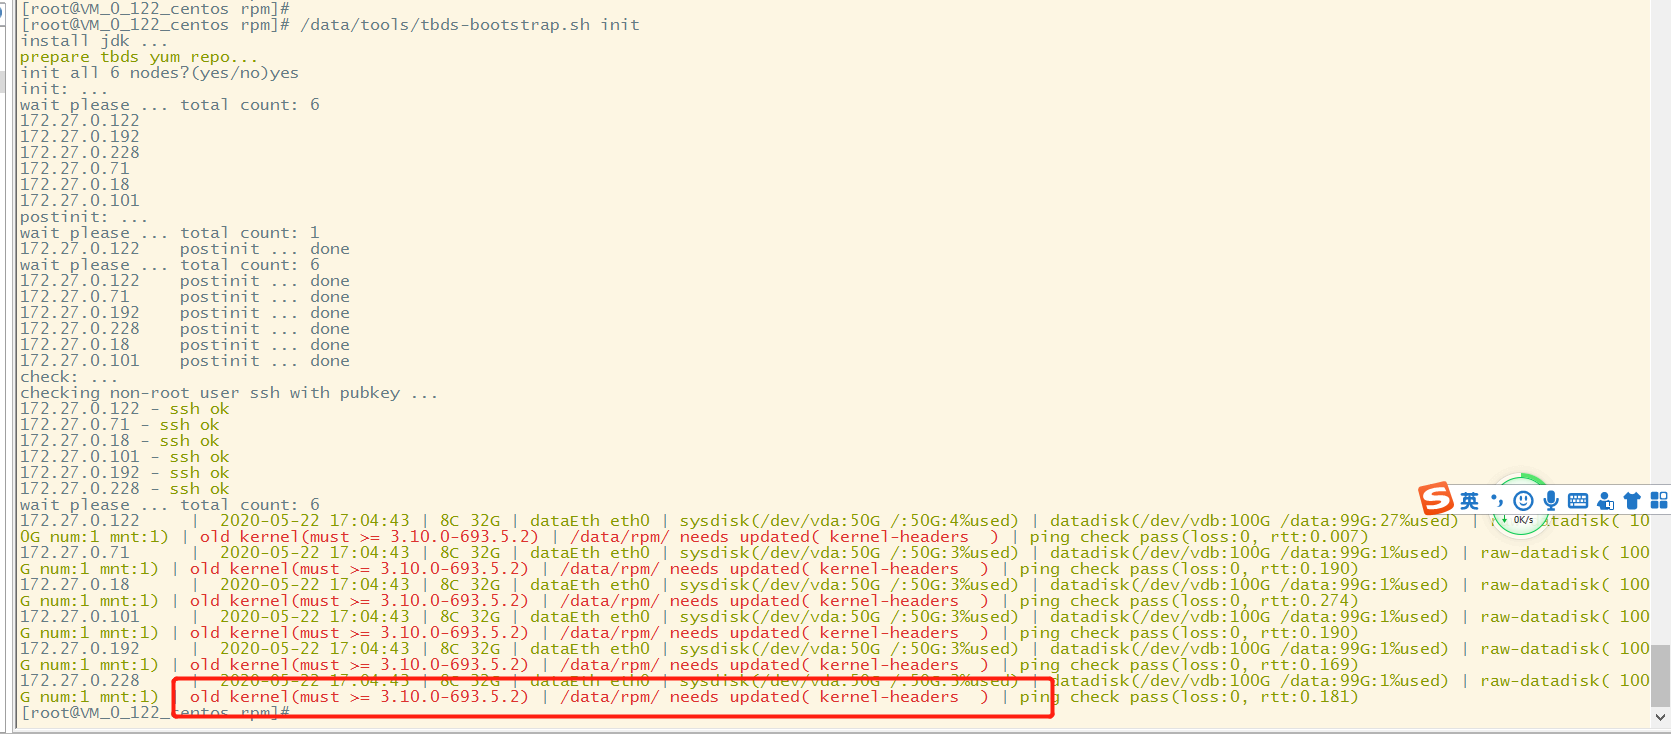 [root@VM_0_122_centos rpm]#
[root@VM_0_122_centos rpm]# /data/tools/tbds-bootstrap.sh init
install jdk ...
prepare tbds yum repo...
init all 6 nodes?(yes/no)yes
init: ...
wait please ... total count: 6
172.27.0.122
172.27.0.192
172.27.0.228
172.27.0.71
172.27.0.18
172.27.0.101
postinit: ...
wait please ... total count: 1
172.27.0.122    postinit ... done
wait please ... total count: 6
172.27.0.122    postinit ... done
172.27.0.71     postinit ... done
172.27.0.192    postinit ... done
172.27.0.228    postinit ... done
172.27.0.18     postinit ... done
172.27.0.101    postinit ... done
check: ...
checking non-root user ssh with pubkey ...
172.27.0.122 - ssh ok
172.27.0.71 - ssh ok
172.27.0.18 - ssh ok
172.27.0.101 - ssh ok
172.27.0.192 - ssh ok
172.27.0.228 - ssh ok
wait please ... total count: 6
英
0K/s
172.27.0.122     |  2020-05-22 17:04:43 | 8C 32G | dataEth eth0 | sysdisk(/dev/vda:50G /:50G:4%used) | datadisk(/dev/vdb:100G /data:99G:27%used) | 10
0G num:1 mnt:1) | old kernel(must >= 3.10.0-693.5.2) | /data/rpm/ needs updated( kernel-headers  ) | ping check pass(loss:0, rtt:0.007)
172.27.0.71      |  2020-05-22 17:04:43 | 8C 32G | dataEth eth0 | sysdisk(/dev/vda:50G /:50G:3%used) | datadisk(/dev/vdb:100G /data:99G:1%used) | raw-datadisk( 100
G num:1 mnt:1) | old kernel(must >= 3.10.0-693.5.2) | /data/rpm/ needs updated( kernel-headers  ) | ping check pass(loss:0, rtt:0.190)
172.27.0.18      |  2020-05-22 17:04:43 | 8C 32G | dataEth eth0 | sysdisk(/dev/vda:50G /:50G:3%used) | datadisk(/dev/vdb:100G /data:99G:1%used) | raw-datadisk( 100
G num:1 mnt:1) | old kernel(must >= 3.10.0-693.5.2) | /data/rpm/ needs updated( kernel-headers  ) | ping check pass(loss:0, rtt:0.274)
172.27.0.101     |  2020-05-22 17:04:43 | 8C 32G | dataEth eth0 | sysdisk(/dev/vda:50G /:50G:3%used) | datadisk(/dev/vdb:100G /data:99G:1%used) | raw-datadisk( 100
G num:1 mnt:1) | old kernel(must >= 3.10.0-693.5.2) | /data/rpm/ needs updated( kernel-headers  ) | ping check pass(loss:0, rtt:0.190)
172.27.0.192     |  2020-05-22 17:04:43 | 8C 32G | dataEth eth0 | sysdisk(/dev/vda:50G /:50G:3%used) | datadisk(/dev/vdb:100G /data:99G:1%used) | raw-datadisk( 100
G num:1 mnt:1) | old kernel(must >= 3.10.0-693.5.2) | /data/rpm/ needs updated( kernel-headers  ) | ping check pass(loss:0, rtt:0.169)
172.27.0.228     |  2020-05-22 17:04:43 | 8C 32G | dataEth eth0 | sysdisk(/dev/vda:50G /:50G:3%used) | datadisk(/dev/vdb:100G /data:99G:1%used) | raw-datadisk( 100
G num:1 mnt:1) | old kernel(must >= 3.10.0-693.5.2) | /data/rpm/ needs updated( kernel-headers  ) | ping check pass(loss:0, rtt:0.181)
[root@VM_0_122_centos rpm]#